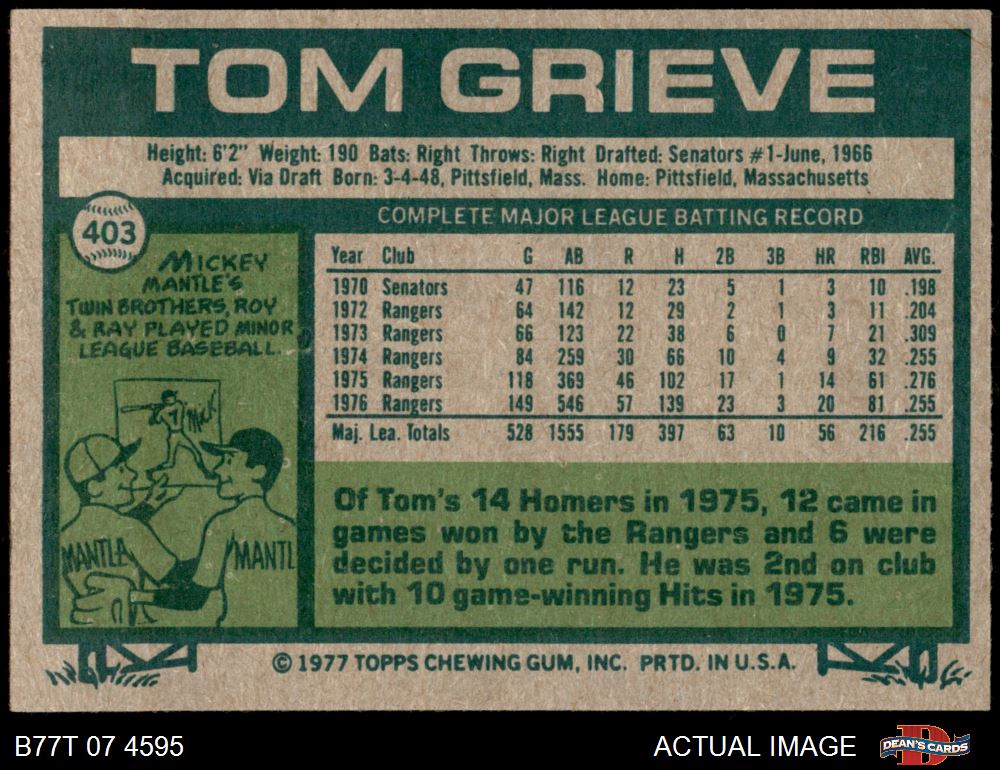 TOM GRIEVE
Height: 6'2" Weight: 190 Bats: Right Throws: Right Drafted: Senators #1-June, 1966
Acquired: Via Draft Born: 3-4-48, Pittsfield, Mass. Home: Pittsfield, Massachusetts
403
MICKEY
MANTLE'S
TWIN BROTHERS, ROY
& RAY PLAYED MINOR
LEAGUE BASEBALL.
Mick
MANTLA
MANTL
COMPLETE MAJOR LEAGUE BATTING RECORD
Year Club G AB R H 2B 3B HR RBI AVG.
1970 Senators 47 116 12 23 5 1 3 10 .198
1972 Rangers 64 142 12 29 2 1 3 11 .204
1973 Rangers 66 123 22 38 6 0 7 21 .309
1974 Rangers 84 259 30 66 10 4 9 32 .255
1975 Rangers 118 369 46 102 17 1 14 61 .276
1976 Rangers 149 546 57 139 23 3 20 81 .255
Maj. Lea. Totals 528 1555 179 397 63 10 56 216 .255
Of Tom's 14 Homers in 1975, 12 came in
games won by the Rangers and 6 were
decided by one run. He was 2nd on club
with 10 game-winning Hits in 1975.
© 1977 TOPPS CHEWING GUM, INC. PRTD. IN U.S.A.
B77T 07 4595
ACTUAL IMAGE
D
DEAN'S CARDS